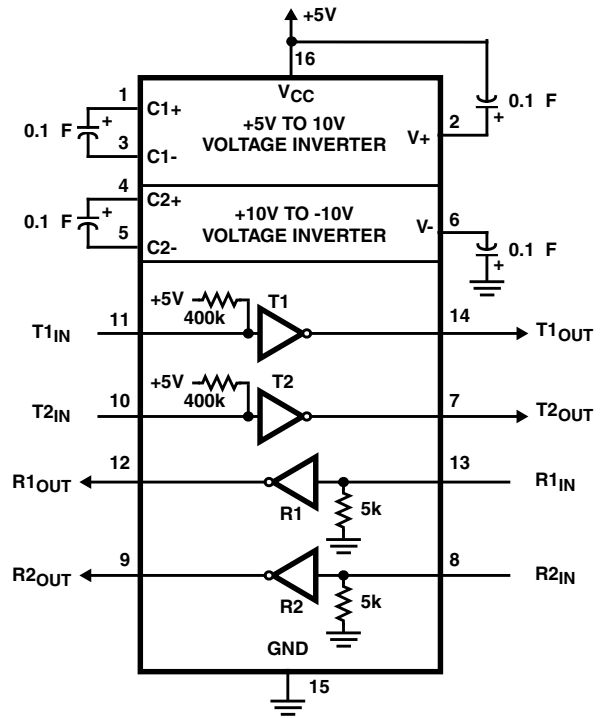 +5V
16
VCC
1
C1+
0.1 F
+
3
C1-
+5V TO 10V
VOLTAGE INVERTER
2
V+
0.1 F
+
4
C2+
0.1 F
+
5
C2-
+10V TO -10V
VOLTAGE INVERTER
V-
6
0.1 F
+
+5V
400k
T1
T1IN
11
14
T1OUT
+5V
400k
T2
T2IN
10
7
T2OUT
R1OUT
12
R1
5k
13
R1IN
R2OUT
9
R2
5k
8
R2IN
GND
15